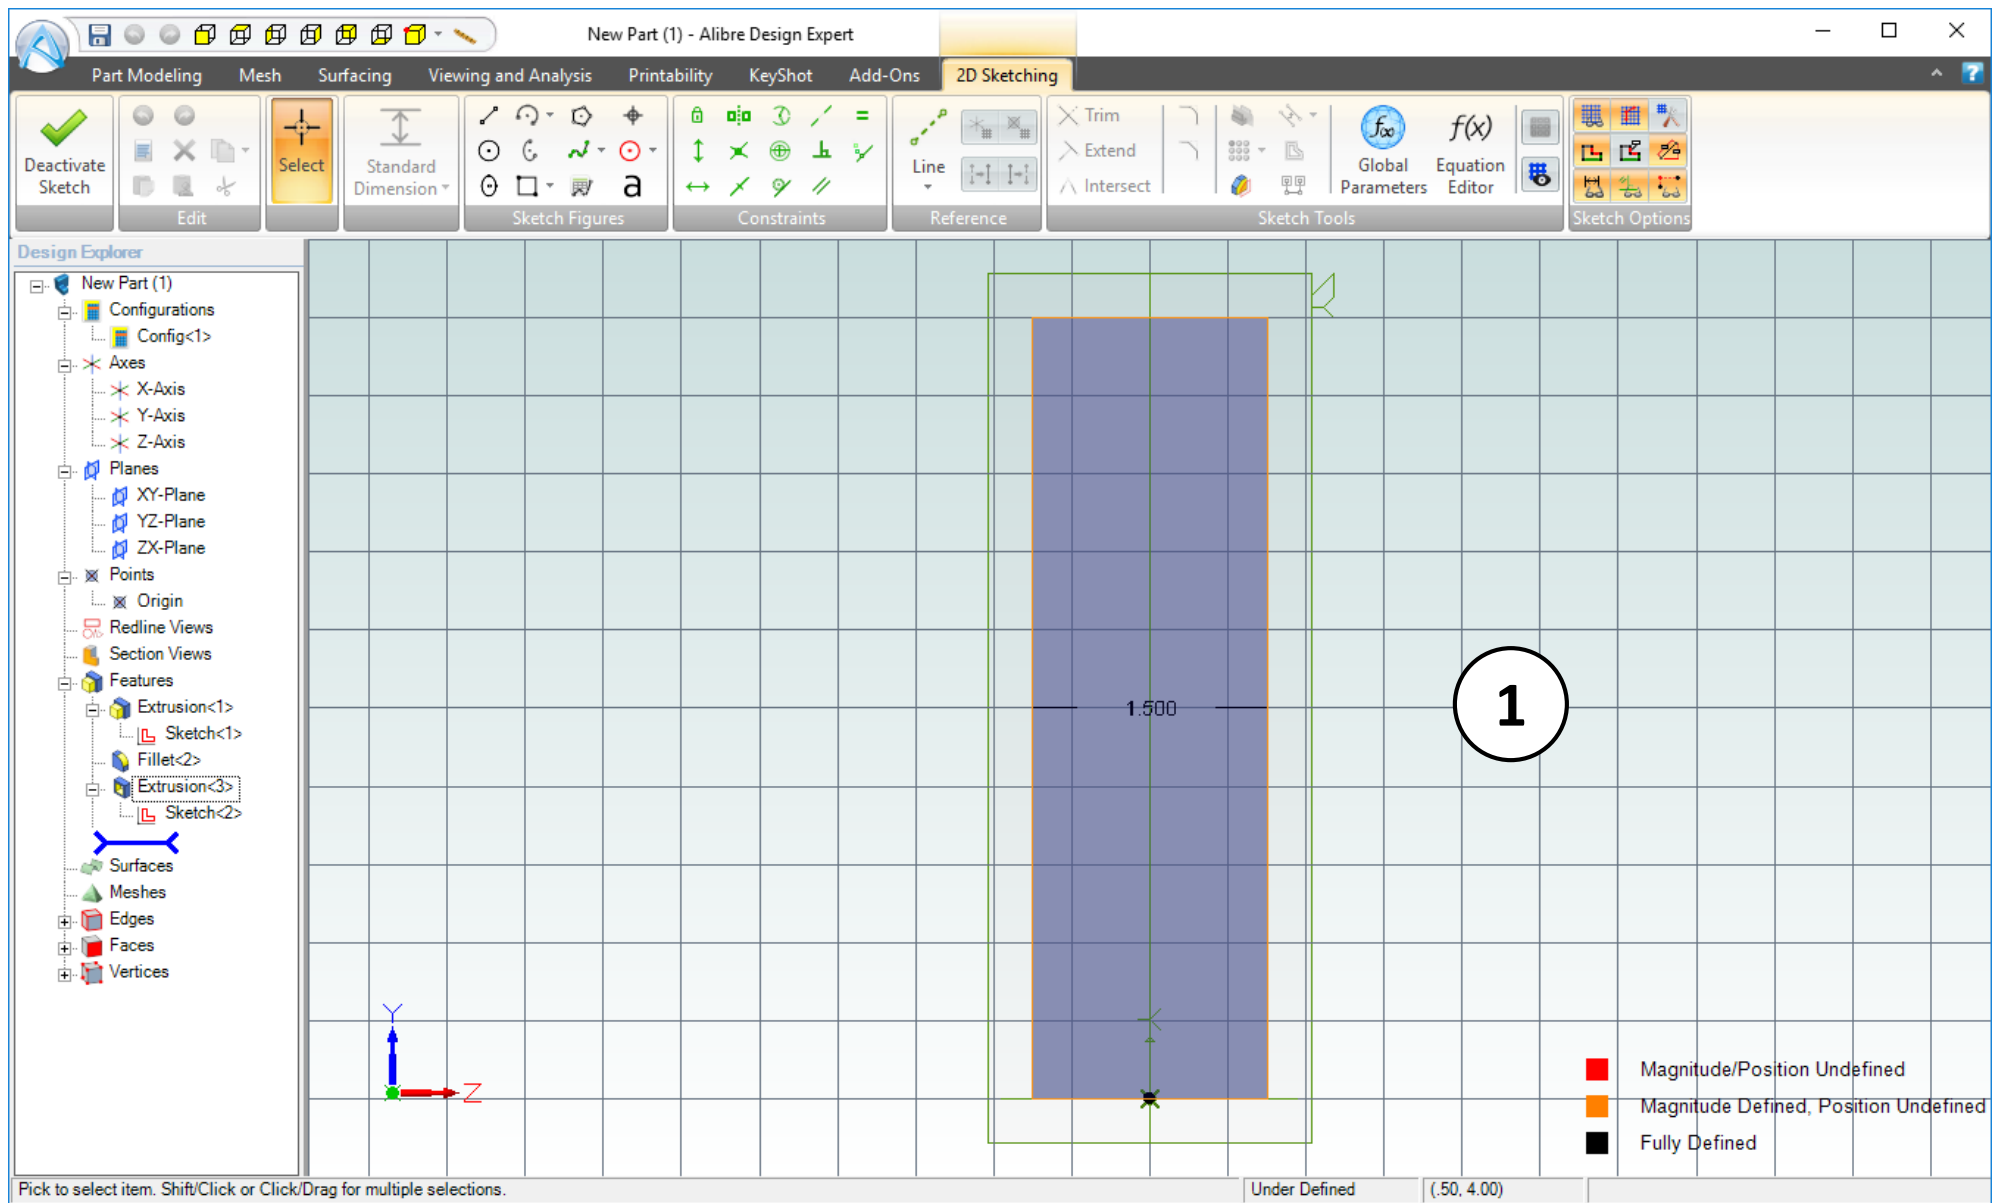 New Part (1) - Alibre Design Expert
Part Modeling Mesh Surfacing Viewing and Analysis Printability KeyShot Add-Ons 2D Sketching
Deactivate Sketch
Edit
Select
Standard Dimension
a
Sketch Figures
Constraints
Line
Reference
Trim
Extend
Intersect
f∞
Global Parameters
f(x)
Equation Editor
Sketch Tools
Sketch Options
Design Explorer
New Part (1)
Configurations
Config<1>
Axes
X-Axis
Y-Axis
Z-Axis
Planes
XY-Plane
YZ-Plane
ZX-Plane
Points
Origin
Redline Views
Section Views
Features
Extrusion<1>
Sketch<1>
Fillet<2>
Extrusion<3>
Sketch<2>
Surfaces
Meshes
Edges
Faces
Vertices
1.500
1
Y
Z
Magnitude/Position Undefined
Magnitude Defined, Position Undefined
Fully Defined
Pick to select item. Shift/Click or Click/Drag for multiple selections.
Under Defined
(.50, 4.00)